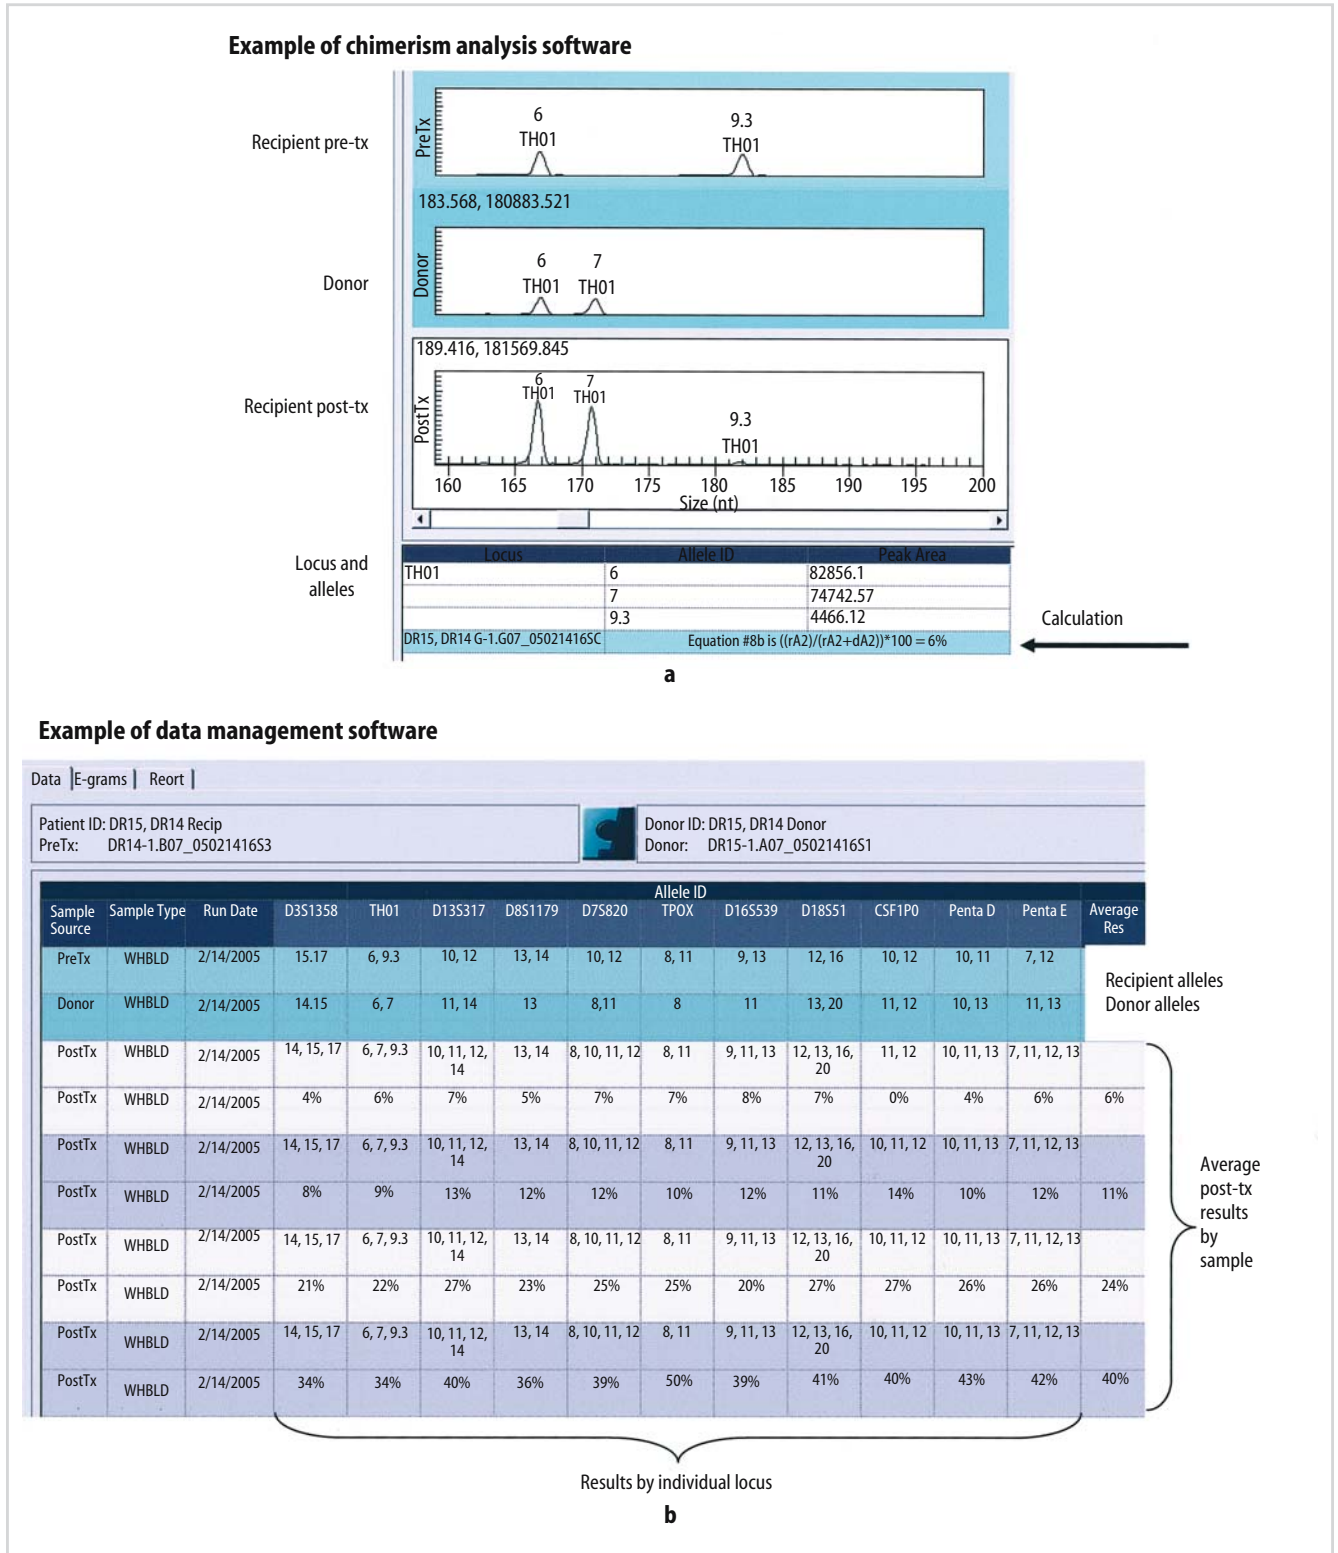 Example of chimerism analysis software
Recipient pre-tx
PreTx
6
TH01
9.3
TH01
183.568, 180883.521
Donor
Donor
6
TH01
7
TH01
189.416, 181569.845
Recipient post-tx
PostTx
6
TH01
7
TH01
9.3
TH01
160 165 170 175 180 185 190 195 200
Size (nt)
Locus and
alleles
Locus Allele ID Peak Area
TH01 6 82856.1
7 74742.57
9.3 4466.12
DR15, DR14 G-1.G07_05021416SC Equation #8b is ((rA2)/(rA2+dA2))*100 = 6%
Calculation
a
Example of data management software
Data E-grams Reort
Patient ID: DR15, DR14 Recip
PreTx: DR14-1.B07_05021416S3
Donor ID: DR15, DR14 Donor
Donor: DR15-1.A07_05021416S1
Allele ID
Sample Source Sample Type Run Date D3S1358 TH01 D13S317 D8S1179 D7S820 TPOX D16S539 D18S51 CSF1P0 Penta D Penta E Average Res
PreTx WHBLD 2/14/2005 15.17 6, 9.3 10, 12 13, 14 10, 12 8, 11 9, 13 12, 16 10, 12 10, 11 7, 12
Recipient alleles
Donor WHBLD 2/14/2005 14.15 6, 7 11, 14 13 8,11 8 11 13, 20 11, 12 10, 13 11, 13
Donor alleles
PostTx WHBLD 2/14/2005 14, 15, 17 6, 7, 9.3 10, 11, 12, 14 13, 14 8, 10, 11, 12 8, 11 9, 11, 13 12, 13, 16, 20 11, 12 10, 11, 13 7, 11, 12, 13
PostTx WHBLD 2/14/2005 4% 6% 7% 5% 7% 7% 8% 7% 0% 4% 6% 6%
PostTx WHBLD 2/14/2005 14, 15, 17 6, 7, 9.3 10, 11, 12, 14 13, 14 8, 10, 11, 12 8, 11 9, 11, 13 12, 13, 16, 20 10, 11, 12 10, 11, 13 7, 11, 12, 13
PostTx WHBLD 2/14/2005 8% 9% 13% 12% 12% 10% 12% 11% 14% 10% 12% 11%
PostTx WHBLD 2/14/2005 14, 15, 17 6, 7, 9.3 10, 11, 12, 14 13, 14 8, 10, 11, 12 8, 11 9, 11, 13 12, 13, 16, 20 10, 11, 12 10, 11, 13 7, 11, 12, 13
PostTx WHBLD 2/14/2005 21% 22% 27% 23% 25% 25% 20% 27% 27% 26% 26% 24%
PostTx WHBLD 2/14/2005 14, 15, 17 6, 7, 9.3 10, 11, 12, 14 13, 14 8, 10, 11, 12 8, 11 9, 11, 13 12, 13, 16, 20 10, 11, 12 10, 11, 13 7, 11, 12, 13
PostTx WHBLD 2/14/2005 34% 34% 40% 36% 39% 50% 39% 41% 40% 43% 42% 40%
Average
post-tx
results
by
sample
Results by individual locus
b